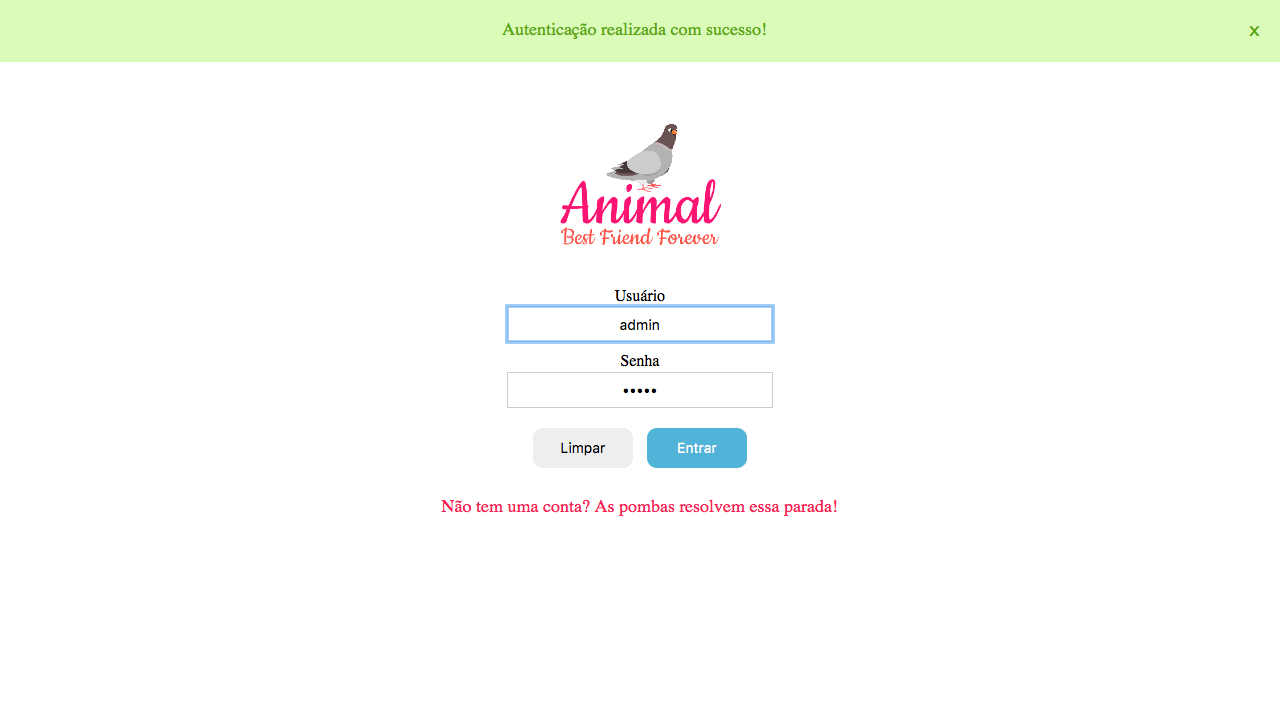 Autenticação realizada com sucesso!
x
Animal
Best Friend Forever
Usuário
admin
Senha
•••••
Limpar
Entrar
Não tem uma conta? As pombas resolvem essa parada!